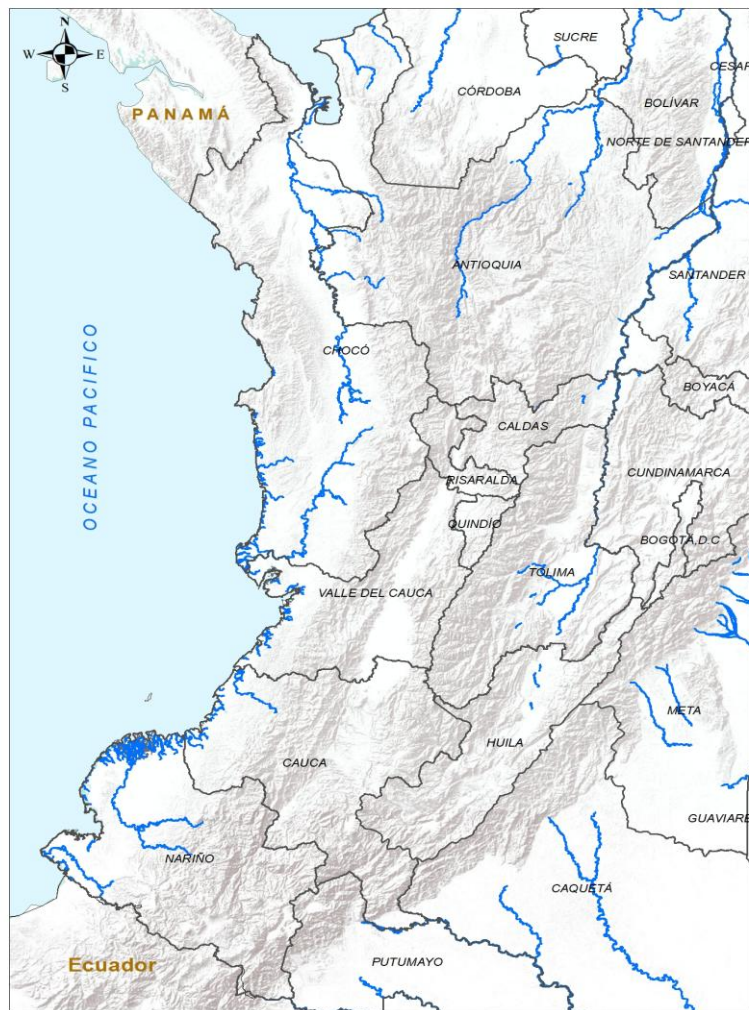 N
W E
S
SUCRE
CESAR
CÓRDOBA
BOLÍVAR
PANAMÁ
NORTE DE SANTANDER
ANTIOQUIA
SANTANDER
CHOCÓ
OCEANO PACIFICO
BOYACÁ
CALDAS
CUNDINAMARCA
RISARALDA
QUINDÍO
BOGOTÁ,D.C
TOLIMA
VALLE DEL CAUCA
META
HUILA
CAUCA
GUAVIARE
NARIÑO
CAQUETÁ
Ecuador
PUTUMAYO